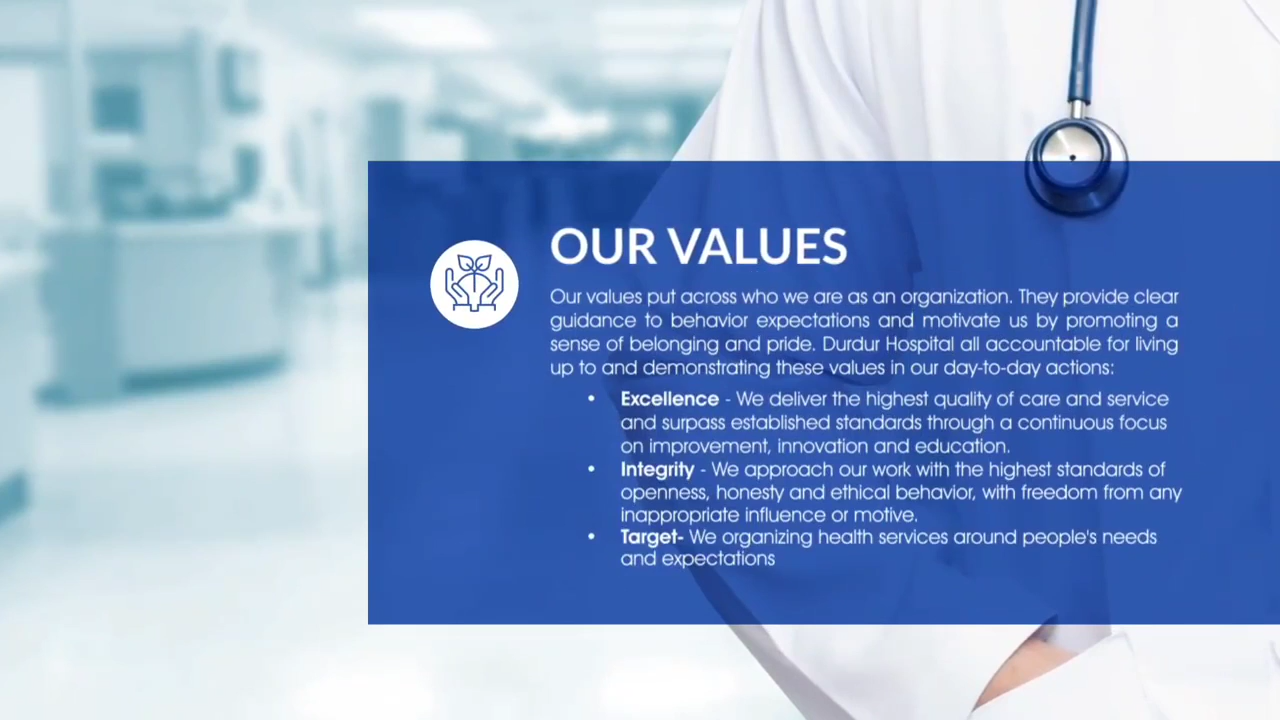 OUR VALUES
Our values put across who we are as an organization. They provide clear
guidance to behavior expectations and motivate us by promoting a
sense of belonging and pride. Durdur Hospital all accountable for living
up to and demonstrating these values in our day-to-day actions:
• Excellence - We deliver the highest quality of care and service
and surpass established standards through a continuous focus
on improvement, innovation and education.
• Integrity - We approach our work with the highest standards of
openness, honesty and ethical behavior, with freedom from any
inappropriate influence or motive.
• Target- We organizing health services around people's needs
and expectations